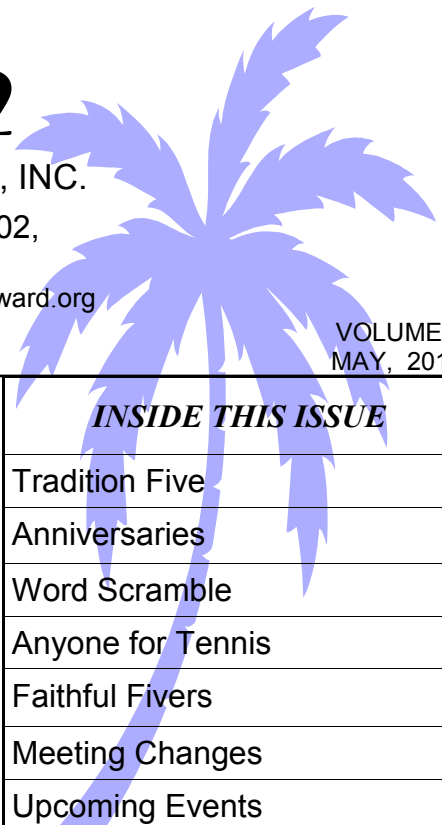 , INC.
02,
ward.org
VOLUME
MAY, 201
INSIDE THIS ISSUE
Tradition Five
Anniversaries
Word Scramble
Anyone for Tennis
Faithful Fivers
Meeting Changes
Upcoming Events